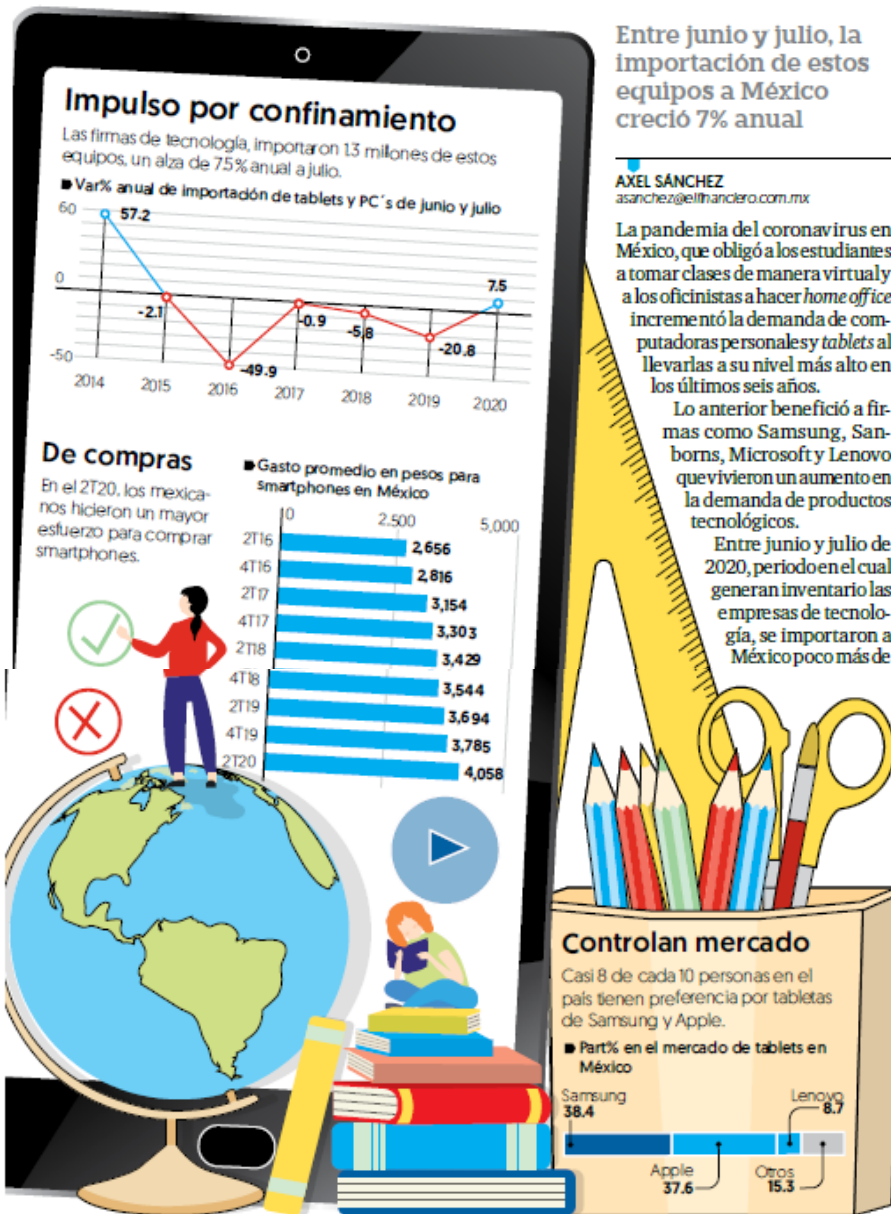 Impulso por confinamiento
Las firmas de tecnología, importaron 1.3 millones de estos
equipos, un alza de 7.5% anual a julio.
Var% anual de importación de tablets y PC´s de junio y julio
60
0
-50
57.2
-2.1
-49.9
-0.9
-5.8
-20.8
7.5
2014
2015
2016
2017
2018
2019
2020
De compras
En el 2T20, los mexica-
nos hicieron un mayor
esfuerzo para comprar
smartphones.
Gasto promedio en pesos para
smartphones en México
0 2,500 5,000
2T16 2,656
4T16 2,816
2T17 3,154
4T17 3,303
2T18 3,429
4T18 3,544
2T19 3,694
4T19 3,785
2T20 4,058
Entre junio y julio, la
importación de estos
equipos a México
creció 7% anual
AXEL SÁNCHEZ
asanchez@elfinanciero.com.mx
La pandemia del coronavirus en
México, que obligó a los estudiantes
a tomar clases de manera virtual y
a los oficinistas a hacer home office
incrementó la demanda de com-
putadoras personales y tablets al
llevarlas a su nivel más alto en
los últimos seis años.
Lo anterior benefició a fir-
mas como Samsung, San-
borns, Microsoft y Lenovo
que vivieron un aumento en
la demanda de productos
tecnológicos.
Entre junio y julio de
2020, periodo en el cual
generan inventario las
empresas de tecnolo-
gía, se importaron a
México poco más de
Controlan mercado
Casi 8 de cada 10 personas en el
país tienen preferencia por tabletas
de Samsung y Apple.
Part% en el mercado de tablets en
México
Samsung
38.4
Lenovo
8.7
Apple
37.6
Otros
15.3